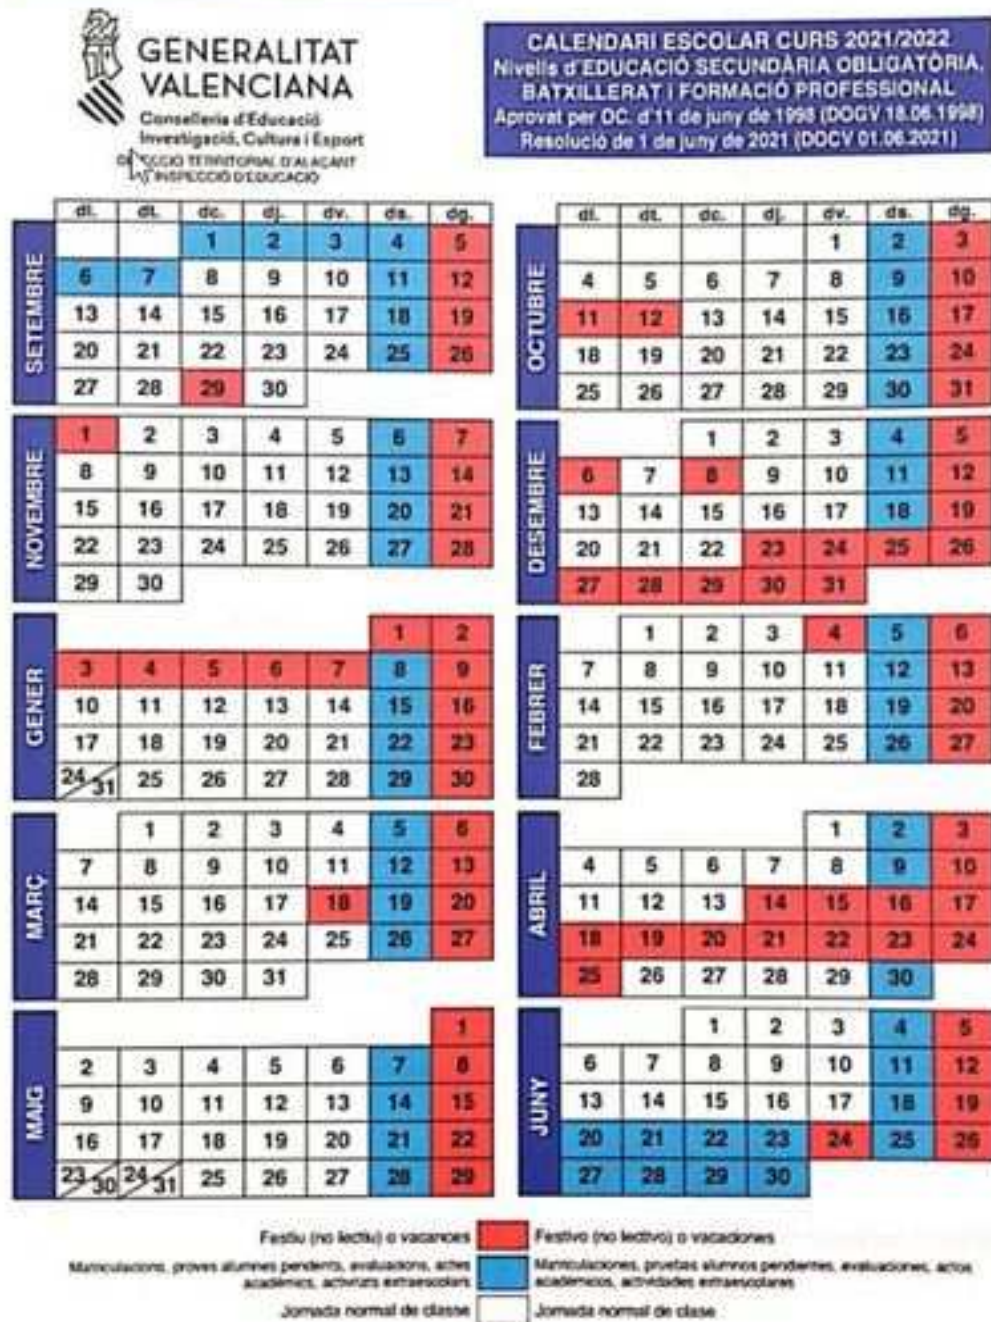 GENERALITAT
VALENCIANA
Conselleria d'Educació
Investigació, Cultura i Esport
DIRECCIÓ TERRITORIAL D'ALACANT
INSPECCIÓ D'EDUCACIÓ
CALENDARI ESCOLAR CURS 2021/2022
Nivells d'EDUCACIÓ SECUNDÀRIA OBLIGATÒRIA,
BATXILLERAT i FORMACIÓ PROFESSIONAL
Aprovat per OC. d'11 de juny de 1998 (DOGV 18.06.1998)
Resolució de 1 de juny de 2021 (DOCV 01.06.2021)
dl. dt. dc. dj. dv. ds. dg.
SETEMBRE
1 2 3 4 5
6 7 8 9 10 11 12
13 14 15 16 17 18 19
20 21 22 23 24 25 26
27 28 29 30
dl. dt. dc. dj. dv. ds. dg.
OCTUBRE
1 2 3
4 5 6 7 8 9 10
11 12 13 14 15 16 17
18 19 20 21 22 23 24
25 26 27 28 29 30 31
NOVEMBRE
1 2 3 4 5 6 7
8 9 10 11 12 13 14
15 16 17 18 19 20 21
22 23 24 25 26 27 28
29 30
DESEMBRE
1 2 3 4 5
6 7 8 9 10 11 12
13 14 15 16 17 18 19
20 21 22 23 24 25 26
27 28 29 30 31
GENER
1 2
3 4 5 6 7 8 9
10 11 12 13 14 15 16
17 18 19 20 21 22 23
24/31 25 26 27 28 29 30
FEBRER
1 2 3 4 5 6
7 8 9 10 11 12 13
14 15 16 17 18 19 20
21 22 23 24 25 26 27
28
MARÇ
1 2 3 4 5 6
7 8 9 10 11 12 13
14 15 16 17 18 19 20
21 22 23 24 25 26 27
28 29 30 31
ABRIL
1 2 3
4 5 6 7 8 9 10
11 12 13 14 15 16 17
18 19 20 21 22 23 24
25 26 27 28 29 30
MAIG
1
2 3 4 5 6 7 8
9 10 11 12 13 14 15
16 17 18 19 20 21 22
23/30 24/31 25 26 27 28 29
JUNY
1 2 3 4 5
6 7 8 9 10 11 12
13 14 15 16 17 18 19
20 21 22 23 24 25 26
27 28 29 30
Festiu (no lectiu) o vacances
Festivo (no lectivo) o vacaciones
Matriculacions, proves alumnes pendents, evaluacions, actes
acadèmics, activitats extraescolars
Matriculaciones, pruebas alumnos pendientes, evaluaciones, actos
académicos, actividades extraescolares
Jornada normal de classe
Jornada normal de clase